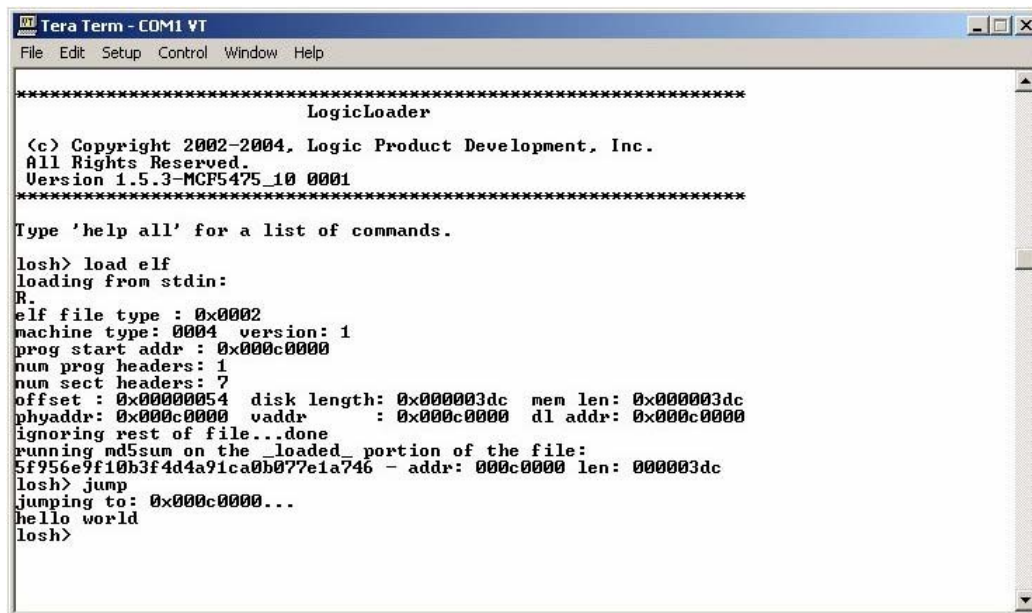 Tera Term - COM1 VT
File Edit Setup Control Window Help
*****************************************************************
LogicLoader
(c) Copyright 2002-2004, Logic Product Development, Inc.
All Rights Reserved.
Version 1.5.3-MCF5475_10 0001
*****************************************************************
Type 'help all' for a list of commands.
losh> load elf
loading from stdin:
R.
elf file type : 0x0002
machine type: 0004  version: 1
prog start addr : 0x000c0000
num prog headers: 1
num sect headers: 7
offset : 0x00000054  disk length: 0x000003dc  mem len: 0x000003dc
phyaddr: 0x000c0000  vaddr      : 0x000c0000  dl addr: 0x000c0000
ignoring rest of file...done
running md5sum on the _loaded_ portion of the file:
5f956e9f10b3f4d4a91ca0b077e1a746 - addr: 000c0000 len: 000003dc
losh> jump
jumping to: 0x000c0000...
hello world
losh>